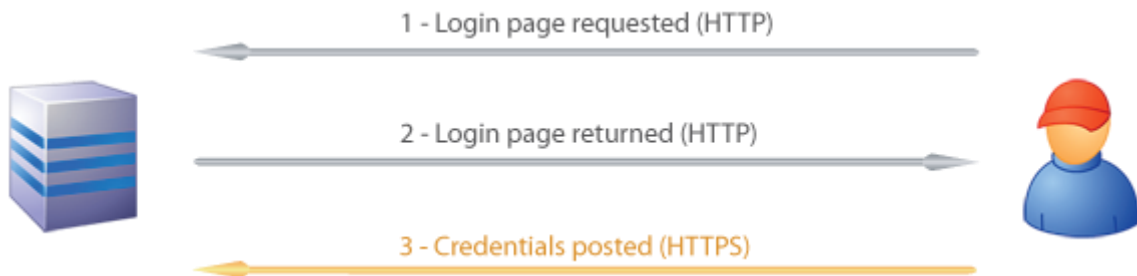 1 - Login page requested (HTTP)
2 - Login page returned (HTTP)
3 - Credentials posted (HTTPS)